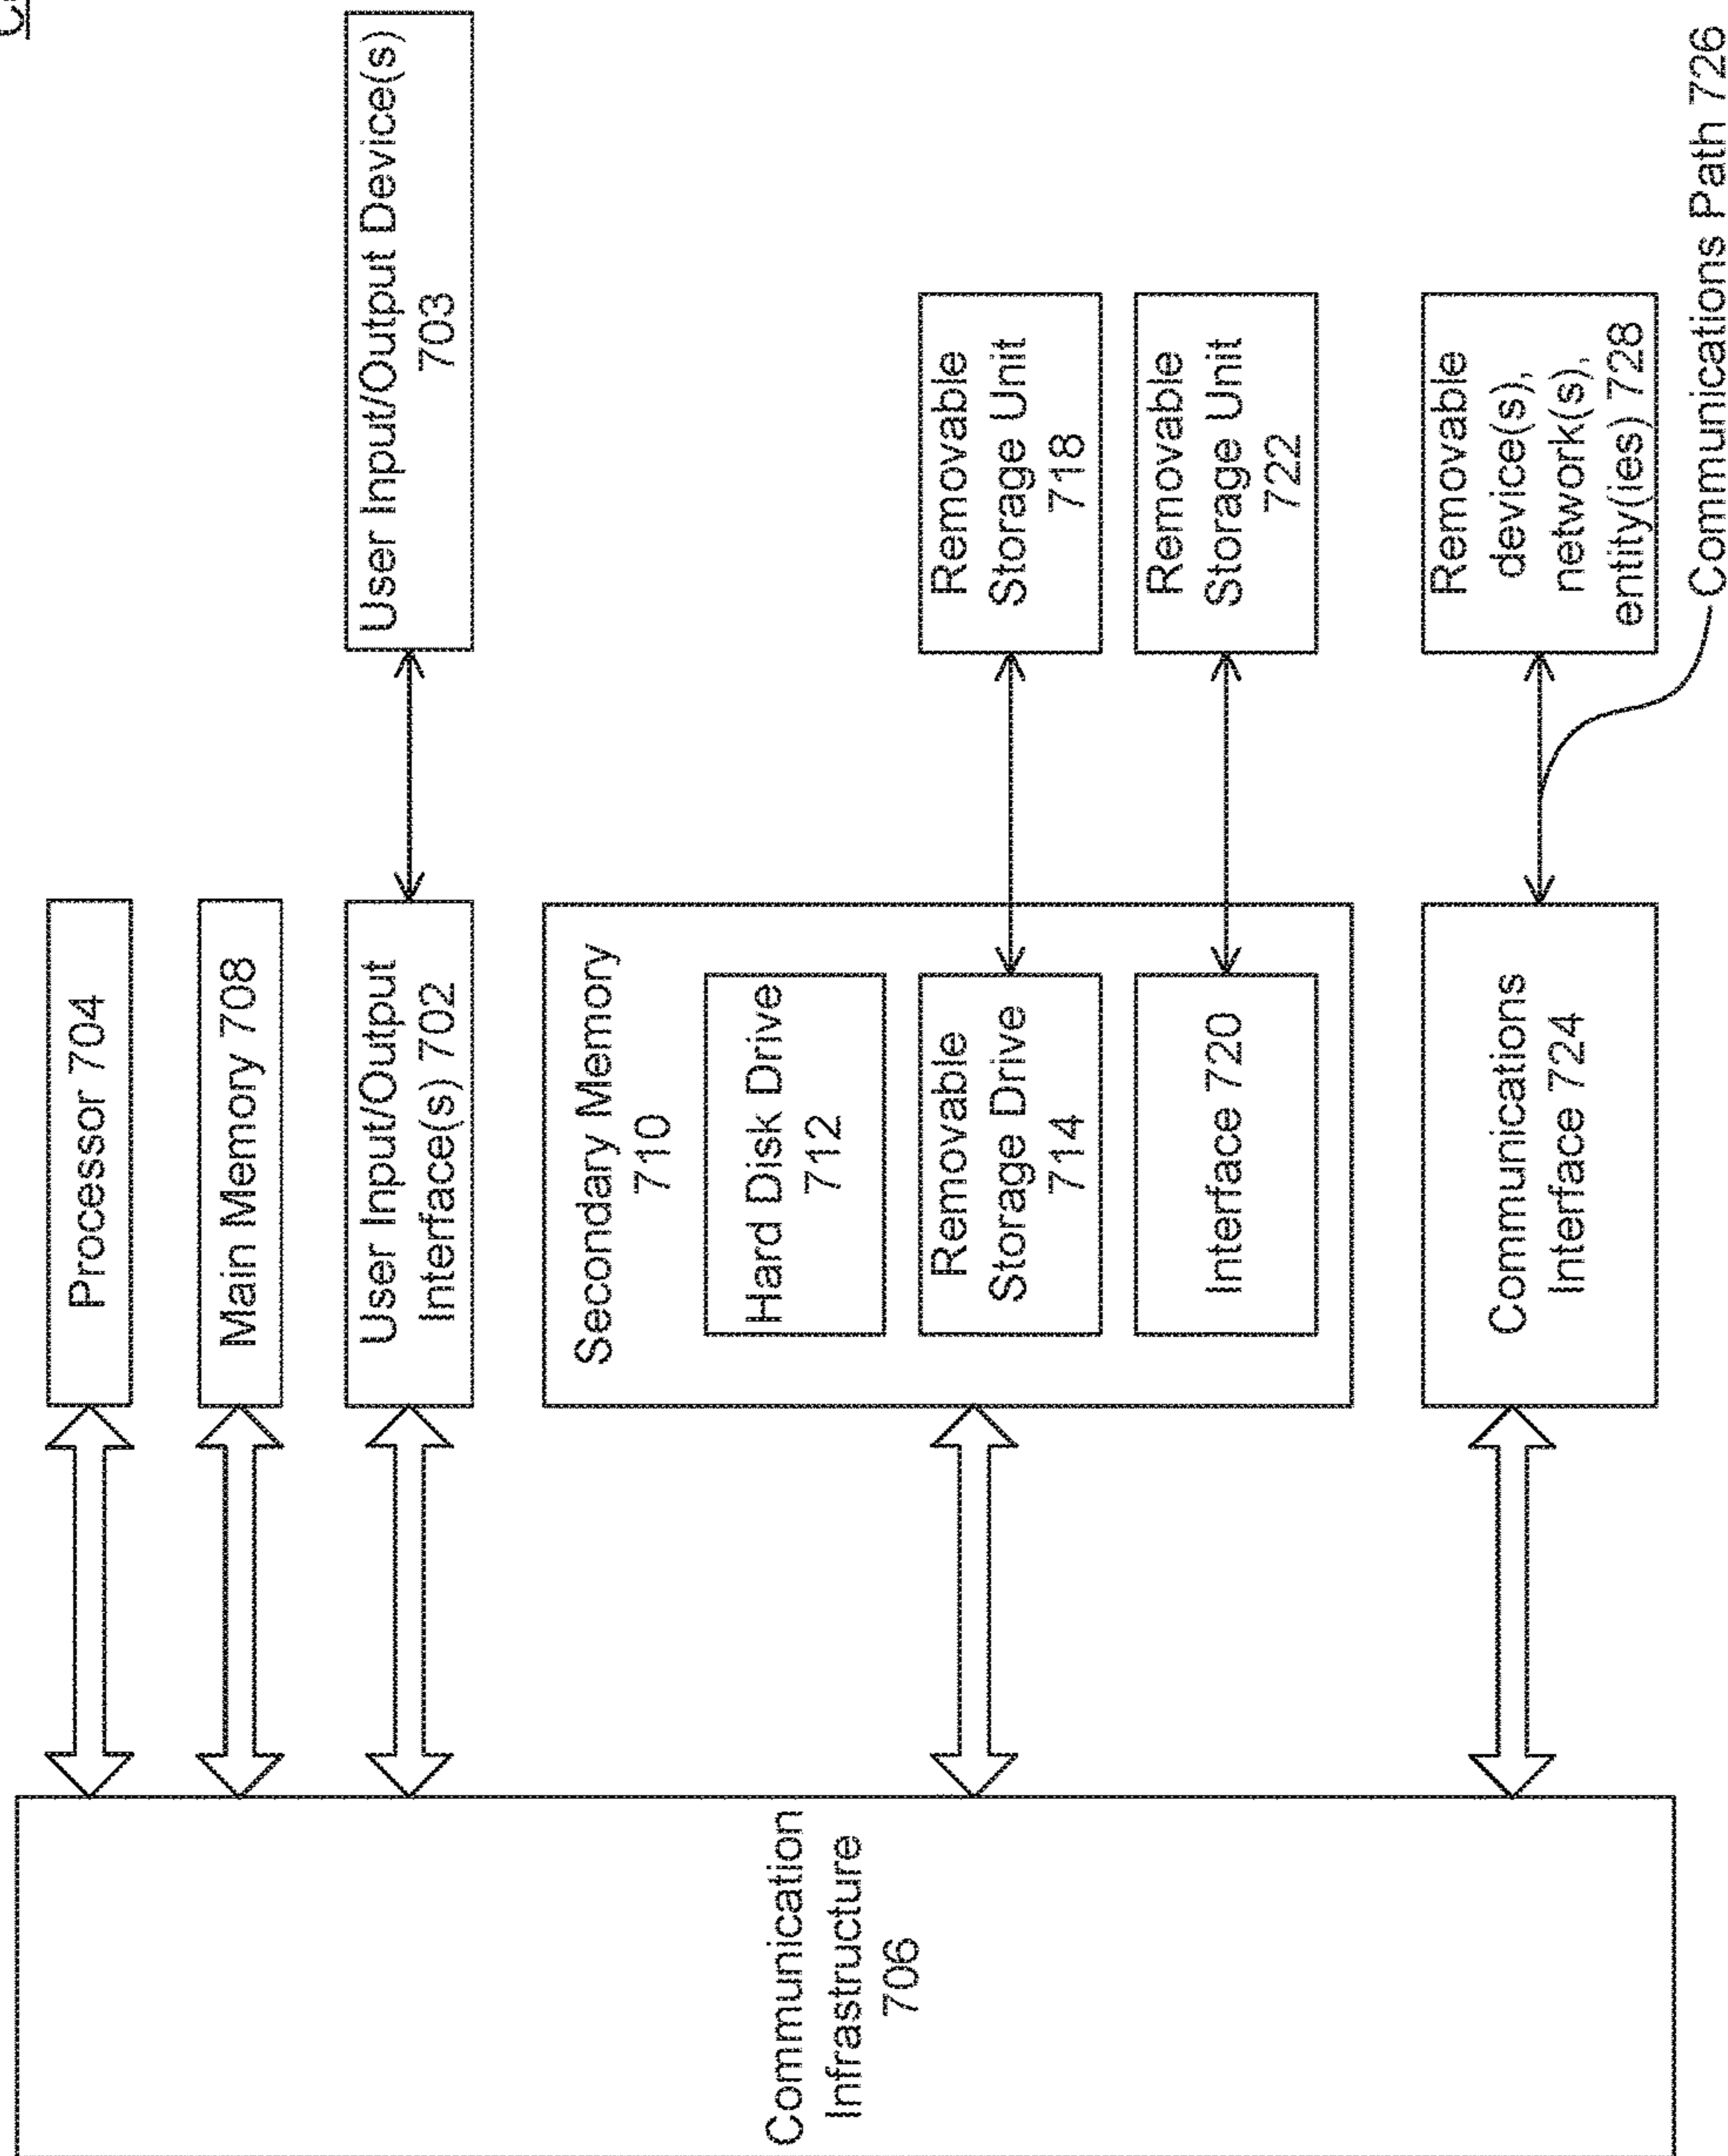 Processor 704
Main Memory 708
User Input/Output
Interface(s) 702
User Input/Output Device(s)
703
Secondary Memory
710
Hard Disk Drive
712
Removable
Storage Drive
714
Removable
Storage Unit
718
Interface 720
Removable
Storage Unit
722
Communications
Interface 724
Removable
device(s),
network(s),
entity(ies) 728
Communications Path 726
Communication
Infrastructure
706